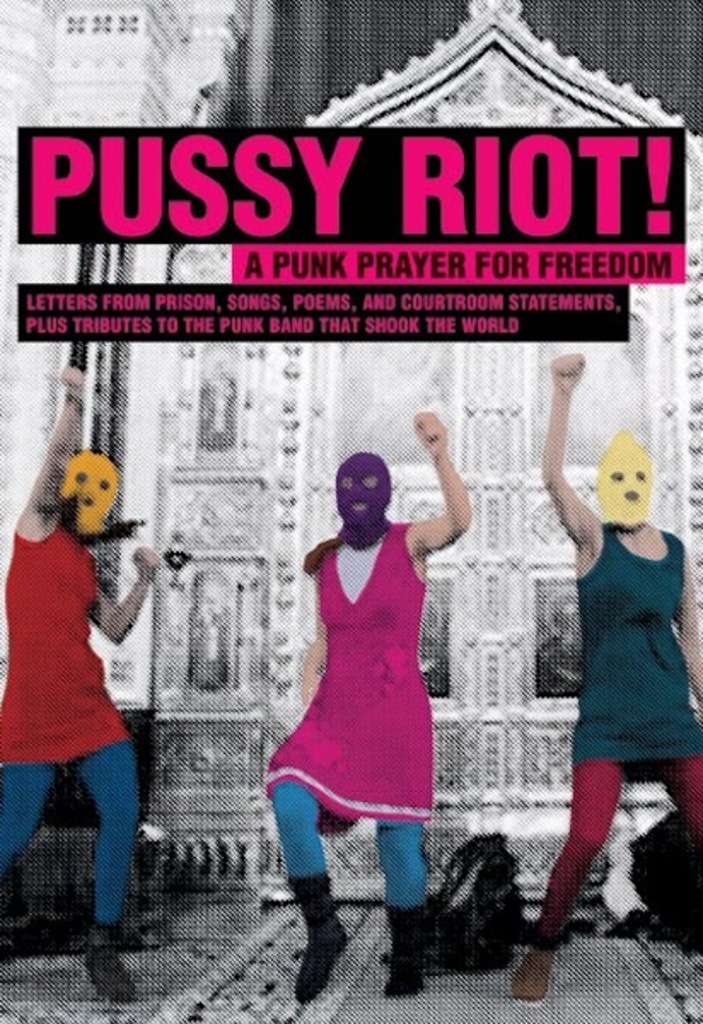 PUSSY RIOT!
A PUNK PRAYER FOR FREEDOM
LETTERS FROM PRISON, SONGS, POEMS, AND COURTROOM STATEMENTS,
PLUS TRIBUTES TO THE PUNK BAND THAT SHOOK THE WORLD